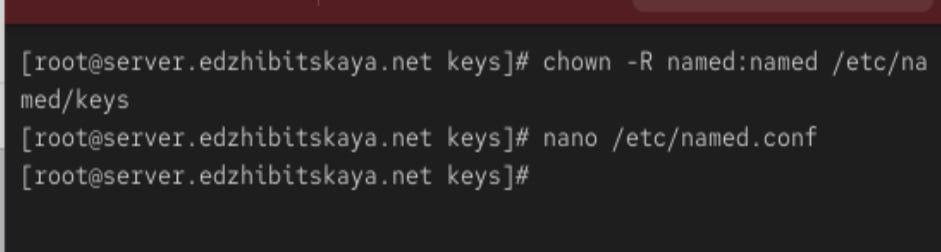 [root@server.edzhibitskaya.net keys]# chown -R named:named /etc/na
med/keys
[root@server.edzhibitskaya.net keys]# nano /etc/named.conf
[root@server.edzhibitskaya.net keys]#